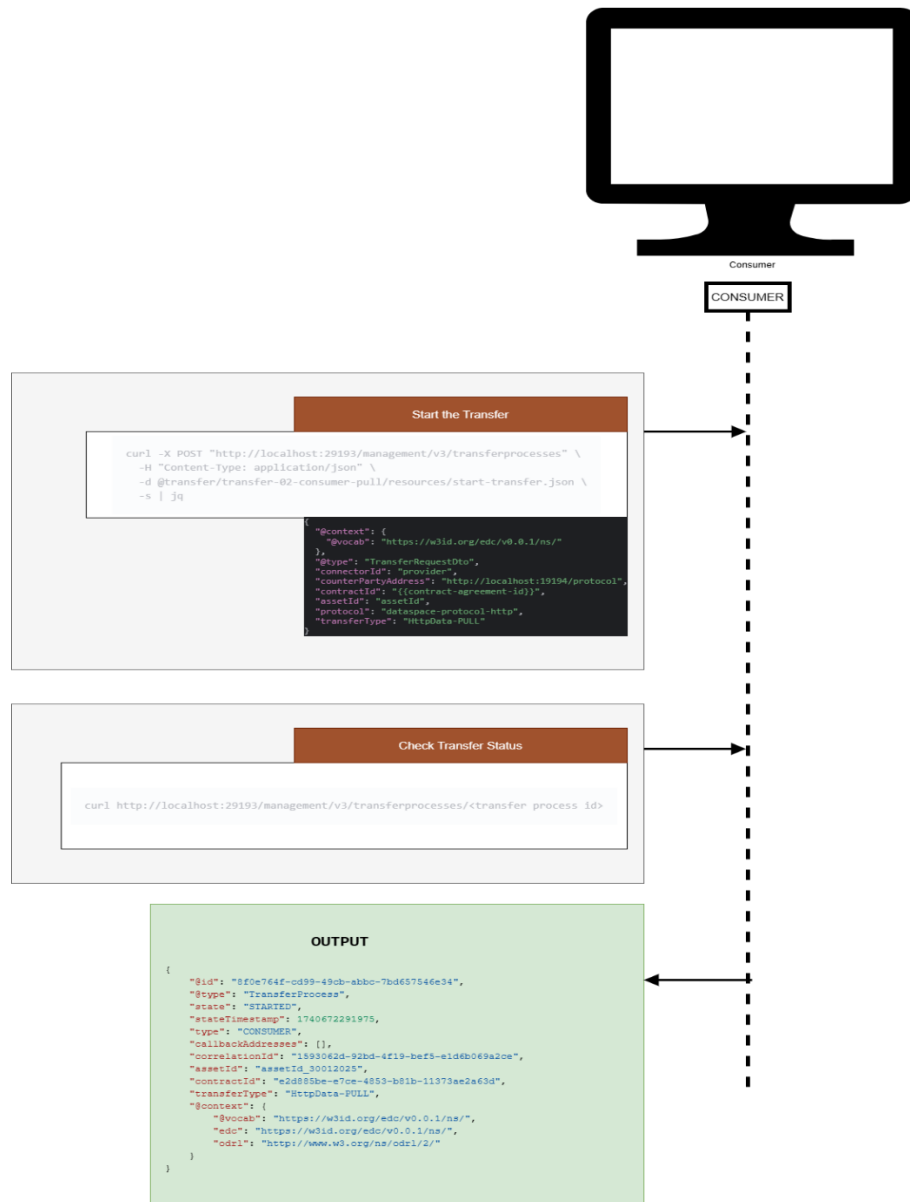 Consumer
CONSUMER
Start the Transfer
curl -X POST "http://localhost:29193/management/v3/transferprocesses" \
-H "Content-Type: application/json" \
-d @transfer/transfer-02-consumer-pull/resources/start-transfer.json \
-s | jq
{
"@context": {
"@vocab": "https://w3id.org/edc/v0.0.1/ns/"
},
"@type": "TransferRequestDto",
"connectorId": "provider",
"counterPartyAddress": "http://localhost:19194/protocol",
"contractId": "{{contract-agreement-id}}",
"assetId": "assetId",
"protocol": "dataspace-protocol-http",
"transferType": "HttpData-PULL"
}
Check Transfer Status
curl http://localhost:29193/management/v3/transferprocesses/<transfer process id>
OUTPUT
{
"@id": "8f0e764f-cd99-49cb-abbc-7bd657546e34",
"@type": "TransferProcess",
"state": "STARTED",
"stateTimestamp": 1740672291975,
"type": "CONSUMER",
"callbackAddresses": [],
"correlationId": "1593062d-92bd-4f19-bef5-e1d6b069a2ce",
"assetId": "assetId_30012025",
"contractId": "e2d885be-e7ce-4853-b81b-11373ae2a63d",
"transferType": "HttpData-PULL",
"@context": {
"@vocab": "https://w3id.org/edc/v0.0.1/ns/",
"edc": "https://w3id.org/edc/v0.0.1/ns/",
"odrl": "http://www.w3.org/ns/odrl/2/"
}
}